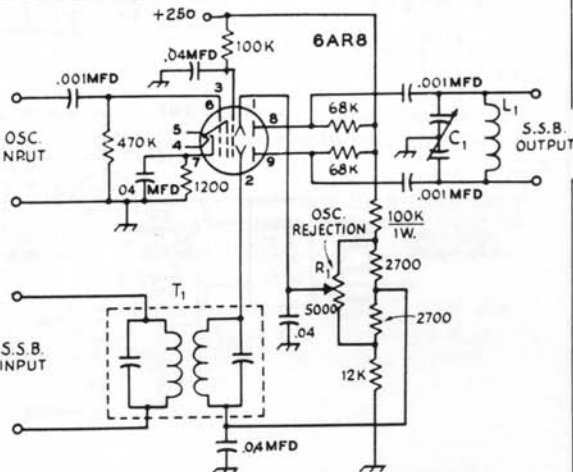 +250
6AR8
100K
.04MFD
.001MFD
.001MFD
3
6
1
5
4
7
8
9
2
68K
68K
470K
OSC.
INPUT
.04 MFD
1200
C1
L1
S.S.B.
OUTPUT
.001MFD
OSC.
REJECTION
100K
1W.
R1
5000
2700
2700
.04
12K
T1
S.S.B.
INPUT
.04MFD